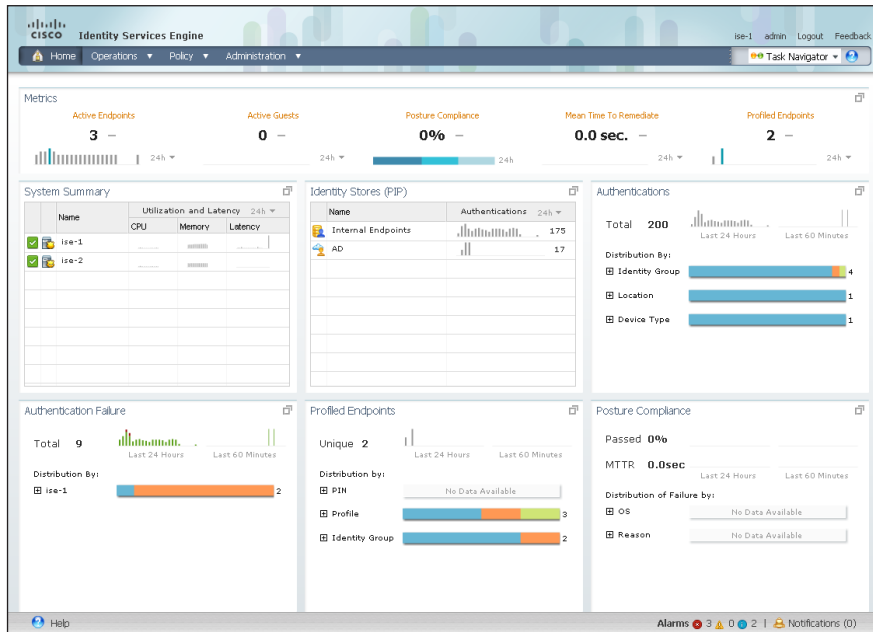 CISCO Identity Services Engine
ise-1 admin Logout Feedback
Home Operations Policy Administration
Task Navigator
Metrics
Active Endpoints Active Guests Posture Compliance Mean Time To Remediate Profiled Endpoints
3 – 0 – 0% – 0.0 sec. – 2 –
24h 24h 24h 24h 24h
System Summary
Name Utilization and Latency 24h
CPU Memory Latency
ise-1
ise-2
Identity Stores (PIP)
Name Authentications 24h
Internal Endpoints 175
AD 17
Authentications
Total 200
Last 24 Hours Last 60 Minutes
Distribution By:
Identity Group 4
Location 1
Device Type 1
Authentication Failure
Total 9
Last 24 Hours Last 60 Minutes
Distribution By:
ise-1 2
Profiled Endpoints
Unique 2
Last 24 Hours Last 60 Minutes
Distribution by:
PIN No Data Available
Profile 3
Identity Group 2
Posture Compliance
Passed 0%
MTTR 0.0sec
Last 24 Hours Last 60 Minutes
Distribution of Failure by:
OS No Data Available
Reason No Data Available
Help
Alarms 3 0 2 | Notifications (0)